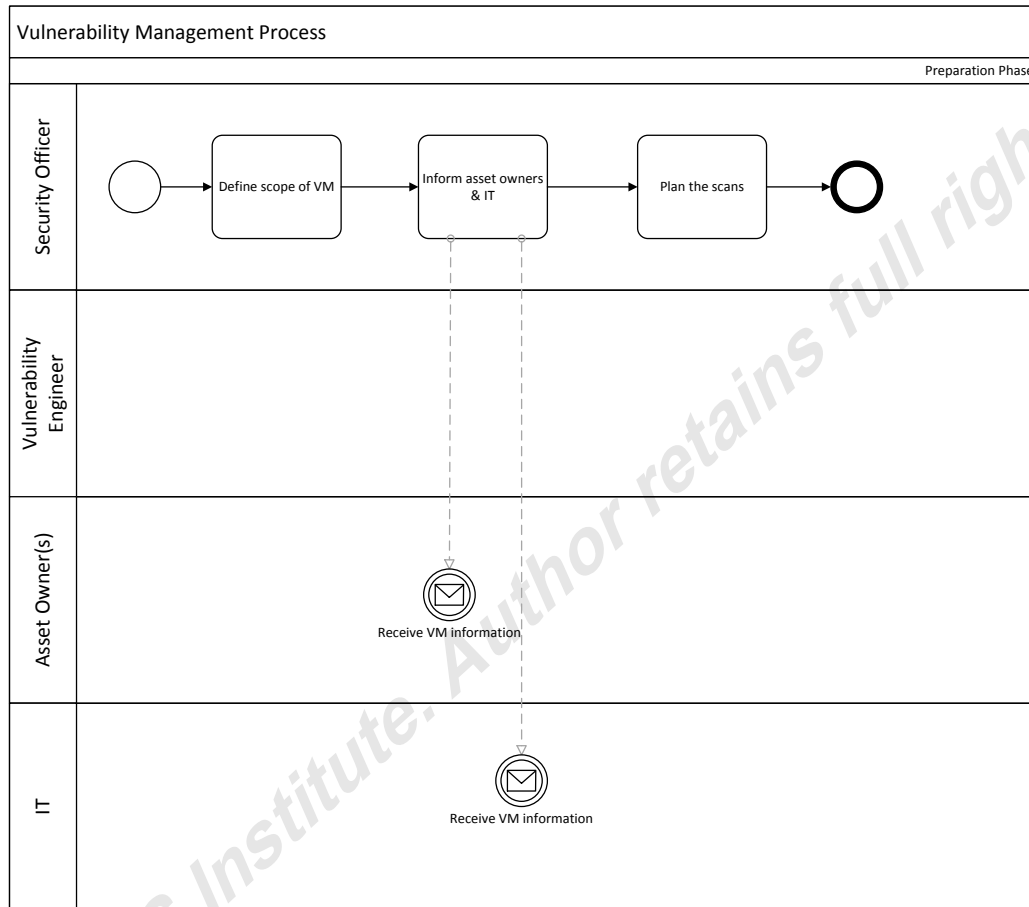 Vulnerability Management Process
Preparation Phase
Security Officer
Define scope of VM
Inform asset owners
& IT
Plan the scans
Vulnerability
Engineer
Asset Owner(s)
Receive VM information
IT
Receive VM information
Institute. Author retains full